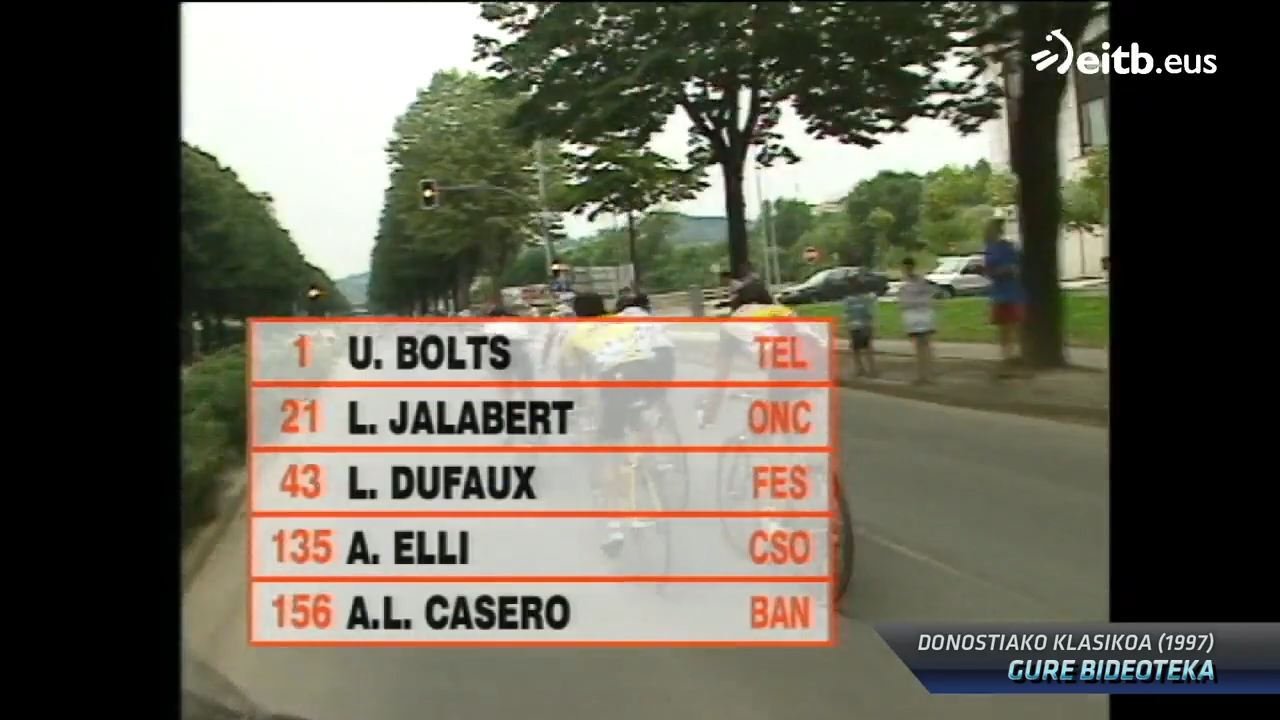 eitb.eus
1 U. BOLTS TEL
21 L. JALABERT ONC
43 L. DUFAUX FES
135 A. ELLI CSO
156 A.L. CASERO BAN
DONOSTIAKO KLASIKOA (1997)
GURE BIDEOTEKA